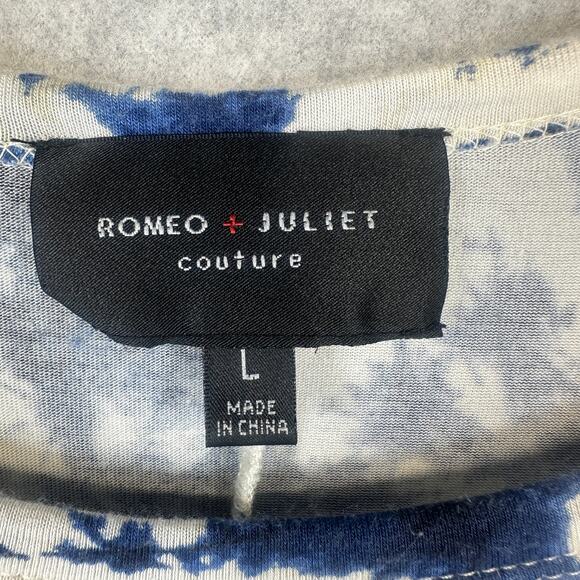 ROMEO + JULIET
couture
L
MADE
IN CHINA